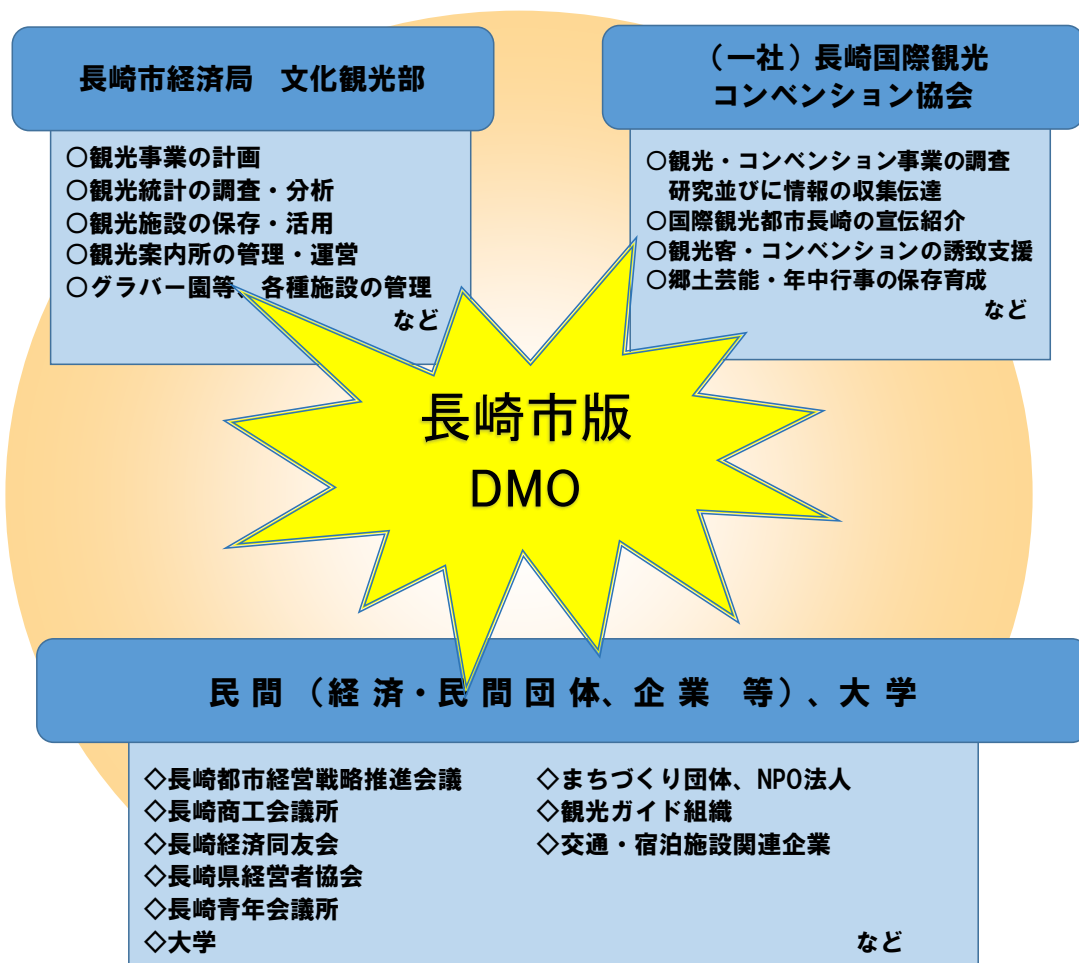 長崎市経済局　文化観光部
○観光事業の計画
○観光統計の調査・分析
○観光施設の保存・活用
○観光案内所の管理・運営
○グラバー園等、各種施設の管理
など
（一社）長崎国際観光
コンベンション協会
○観光・コンベンション事業の調査
研究並びに情報の収集伝達
○国際観光都市長崎の宣伝紹介
○観光客・コンベンションの誘致支援
○郷土芸能・年中行事の保存育成
など
長崎市版
DMO
民間（経済・民間団体、企業　等）、大学
◇長崎都市経営戦略推進会議
◇長崎商工会議所
◇長崎経済同友会
◇長崎県経営者協会
◇長崎青年会議所
◇大学
◇まちづくり団体、NPO法人
◇観光ガイド組織
◇交通・宿泊施設関連企業
など